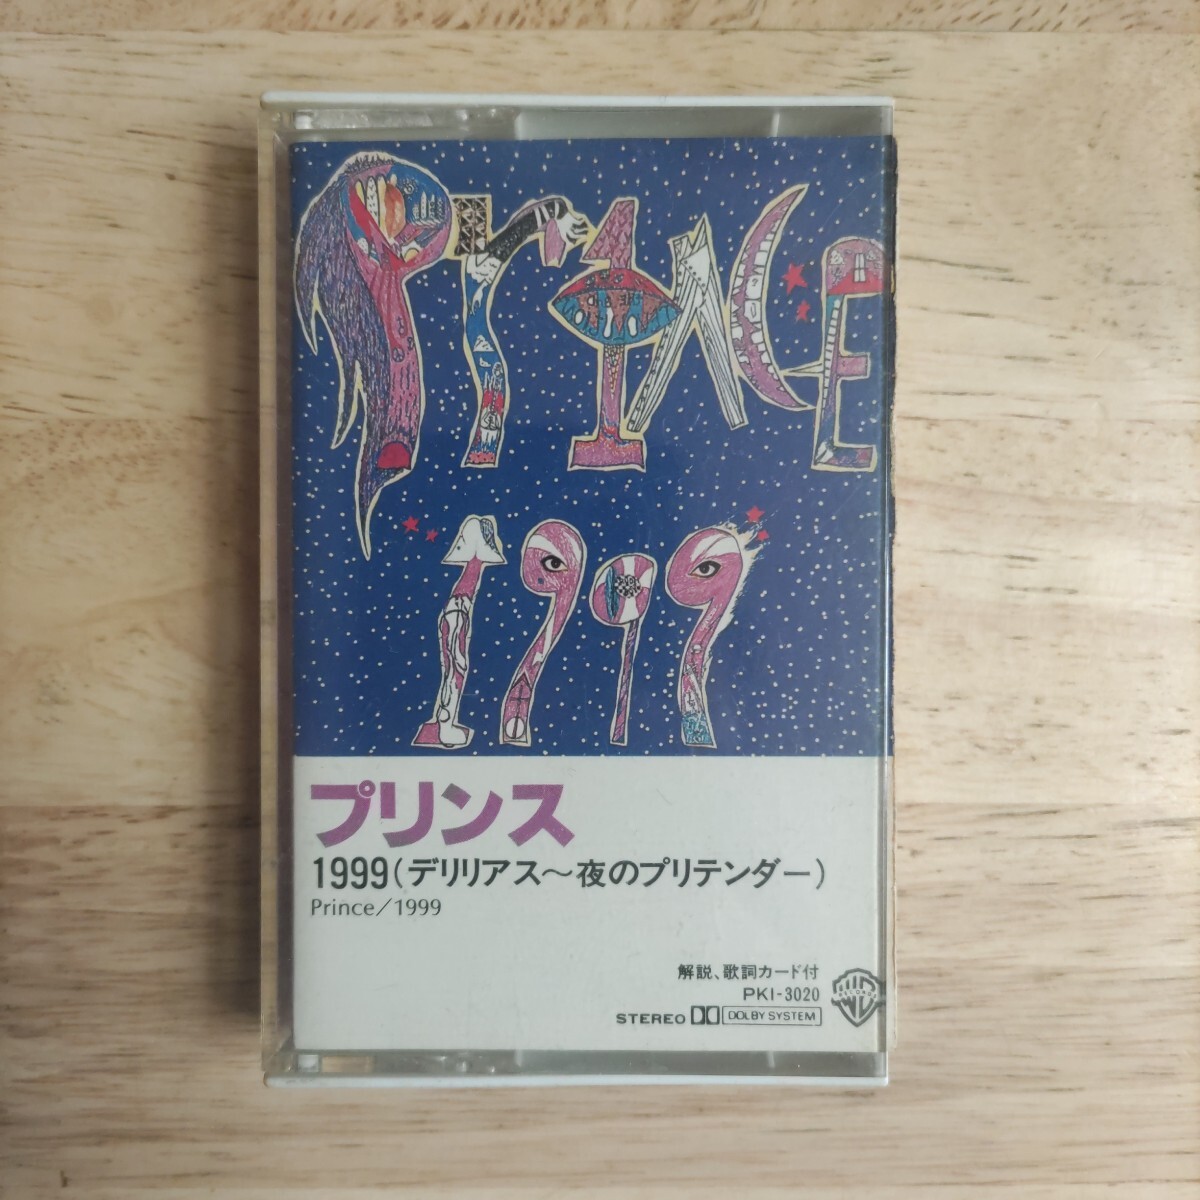 PrINCE
1999
プリンス
1999(デリリアス〜夜のプリテンダー)
Prince/1999
解説、歌詞カード付
PKI-3020
STEREO DOLBY SYSTEM
RECORDS